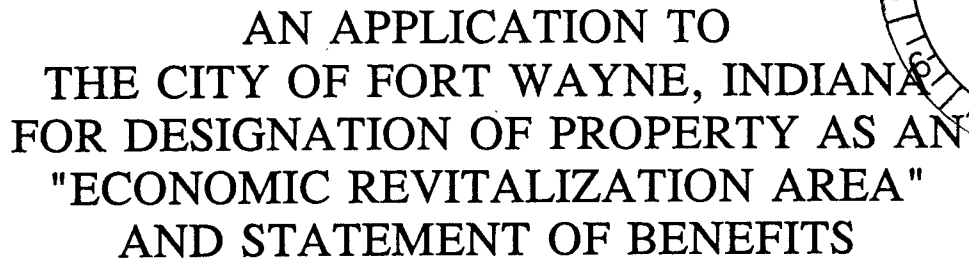 AN APPLICATION TO
THE CITY OF FORT WAYNE, INDIANA
FOR DESIGNATION OF PROPERTY AS AN
"ECONOMIC REVITALIZATION AREA"
AND STATEMENT OF BENEFITS